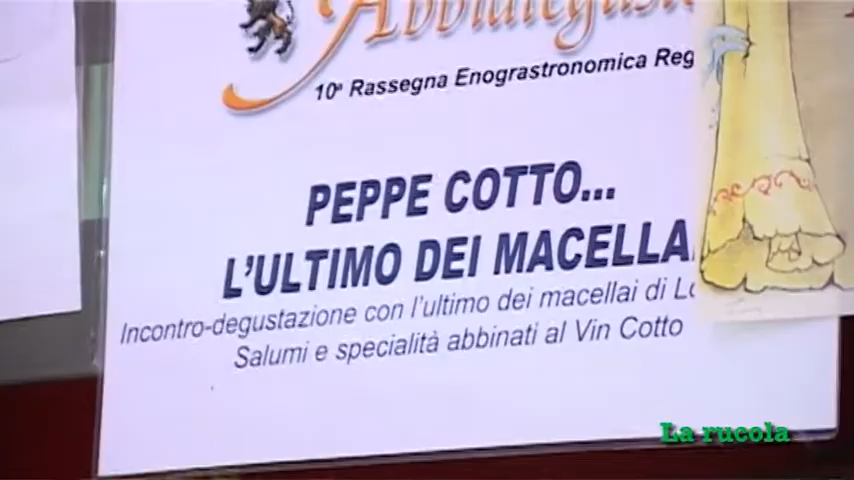 10ª Rassegna Enograstronomica Reg
PEPPE COTTO...
L'ULTIMO DEI MACELLA
Incontro-degustazione con l'ultimo dei macellai di Lo
Salumi e specialità abbinati al Vin Cotto
La rucola